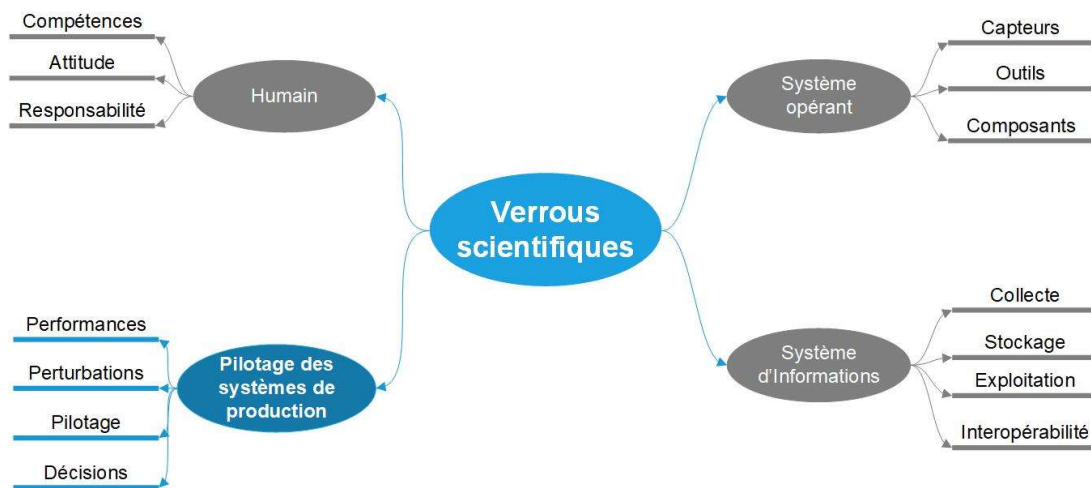 Compétences
Attitude
Responsabilité
Humain
Capteurs
Outils
Composants
Système
opérant
Verrous
scientifiques
Performances
Perturbations
Pilotage
Décisions
Pilotage des
systèmes de
production
Collecte
Stockage
Exploitation
Interopérabilité
Système
d'Informations